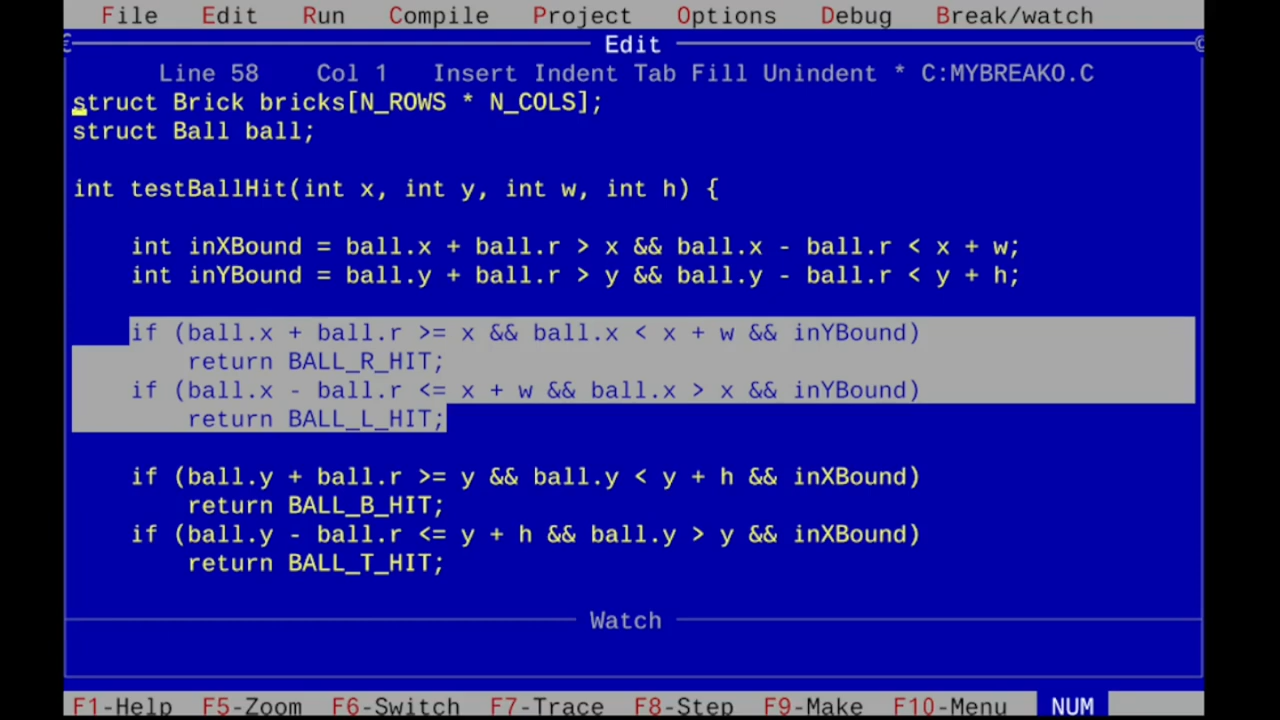 File Edit Run Compile Project Options Debug Break/watch
Edit
Line 58 Col 1 Insert Indent Tab Fill Unindent * C:MYBREAKO.C
struct Brick bricks[N_ROWS * N_COLS];
struct Ball ball;
int testBallHit(int x, int y, int w, int h) {
int inXBound = ball.x + ball.r > x && ball.x - ball.r < x + w;
int inYBound = ball.y + ball.r > y && ball.y - ball.r < y + h;
if (ball.x + ball.r >= x && ball.x < x + w && inYBound)
return BALL_R_HIT;
if (ball.x - ball.r <= x + w && ball.x > x && inYBound)
return BALL_L_HIT;
if (ball.y + ball.r >= y && ball.y < y + h && inXBound)
return BALL_B_HIT;
if (ball.y - ball.r <= y + h && ball.y > y && inXBound)
return BALL_T_HIT;
Watch
F1-Help F5-Zoom F6-Switch F7-Trace F8-Step F9-Make F10-Menu NUM